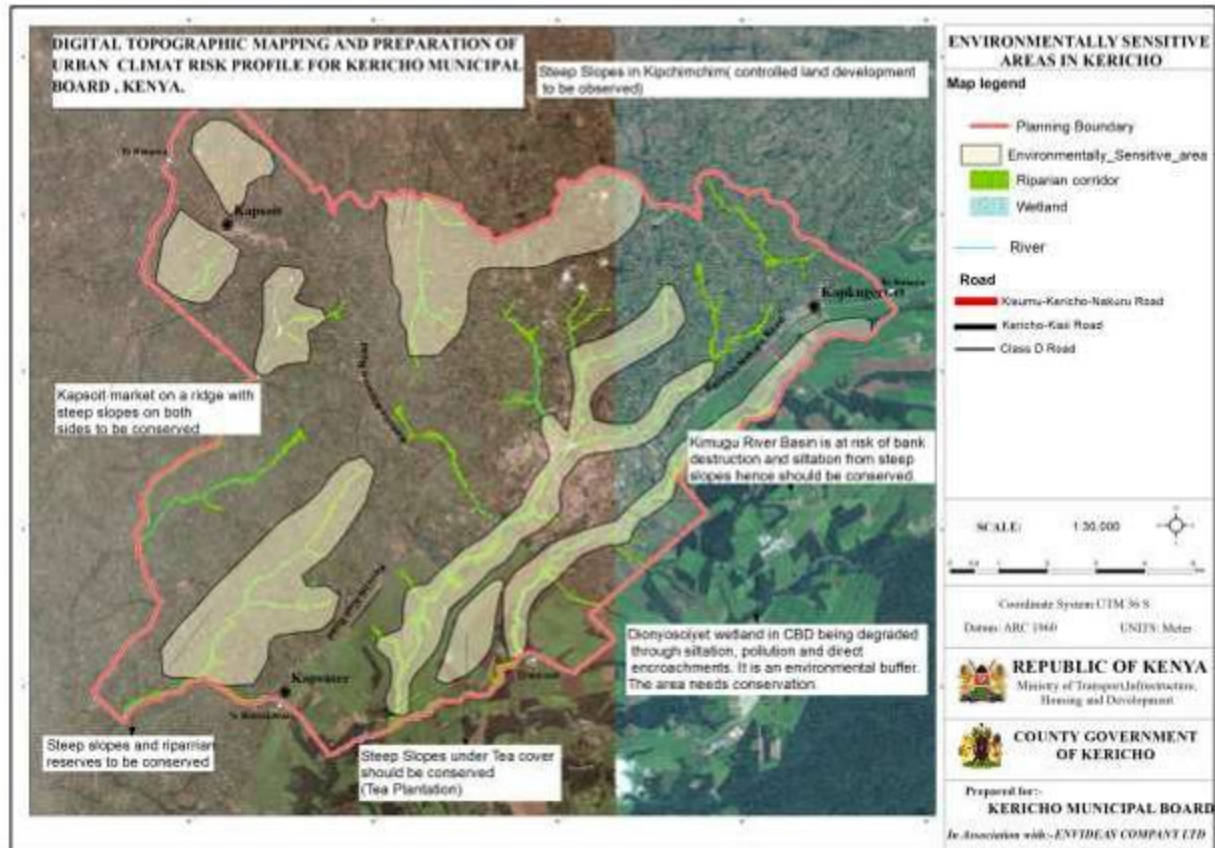 DIGITAL TOPOGRAPHIC MAPPING AND PREPARATION OF
URBAN CLIMAT RISK PROFILE FOR KERICHO MUNICIPAL
BOARD , KENYA.
Steep Slopes in Kipchimchim( controlled land development
to be observed)
Kapsoit
Kapsoit market on a ridge with
steep slopes on both
sides to be conserved
Kimugu River Basin is at risk of bank
destruction and siltation from steep
slopes hence should be conserved.
Dionyosoiyet wetland in CBD being degraded
through siltation, pollution and direct
encroachments. It is an environmental buffer.
The area needs conservation.
Steep slopes and riparrian
reserves to be conserved
Steep Slopes under Tea cover
should be conserved
(Tea Plantation)
ENVIRONMENTALLY SENSITIVE
AREAS IN KERICHO
Map legend
Planning Boundary
Environmentally_Sensitive_area
Riparian corridor
Wetland
River
Road
Kisumu-Kericho-Nakuru Road
Kericho-Kisii Road
Class D Road
SCALE: 1:30,000
Coordinate System: UTM 36 S
Datum: ARC 1960 UNITS: Meter
REPUBLIC OF KENYA
Ministry of Transport,Infrastructure,
Housing and Development
COUNTY GOVERNMENT
OF KERICHO
Prepared for:-
KERICHO MUNICIPAL BOARD
In Association with:-ENVIDEAS COMPANY LTD